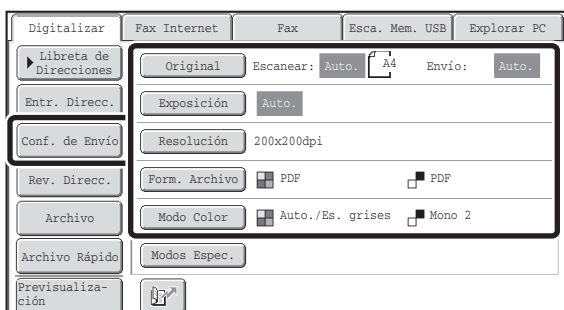 Digitalizar Fax Internet Fax Esca. Mem. USB Explorar PC
Libreta de
Direcciones
Original Escanear: Auto. A4 Envío: Auto.
Entr. Direcc. Exposición Auto.
Conf. de Envío Resolución 200x200dpi
Rev. Direcc. Form. Archivo PDF PDF
Archivo Modo Color Auto./Es. grises Mono 2
Archivo Rápido Modos Espec.
Previsualiza-
ción